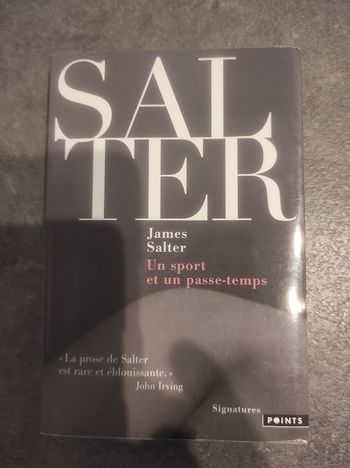 SAL
TER
James
Salter
Un sport
et un passe-temps
« La prose de Salter
est rare et éblouissante. »
John Irving
Signatures POINTS